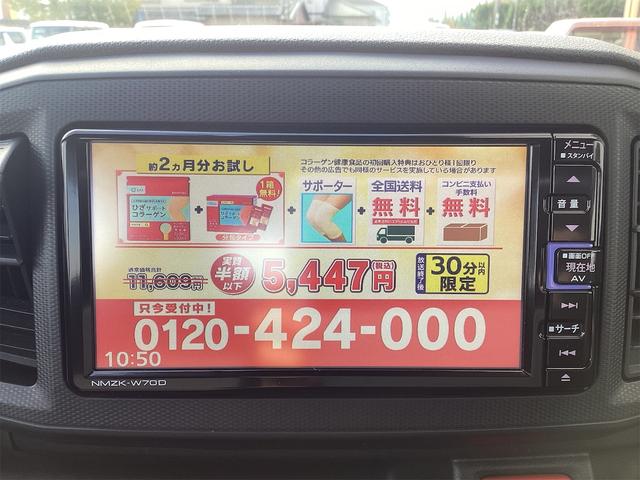 約2ヵ月分お試し
コラーゲン健康食品の初回購入特典はおひとり様1回限り
その他の広告でも同様のサービスを実施している場合があります
ひざサポート
コラーゲン
+
1箱
無料!
分包タイプ
+
サポーター
+
全国送料
無料
+
コンビニ支払い
手数料
無料
通常価格合計
11,609円
実質
半額
以下
5,447円
(税込)
放送終了後
30分以内
限定
只今受付中!
0120-424-000
10:50
NMZK-W70D
メニュー
■スタンバイ
音量
■画面OFF
現在地
AV
■サーチ